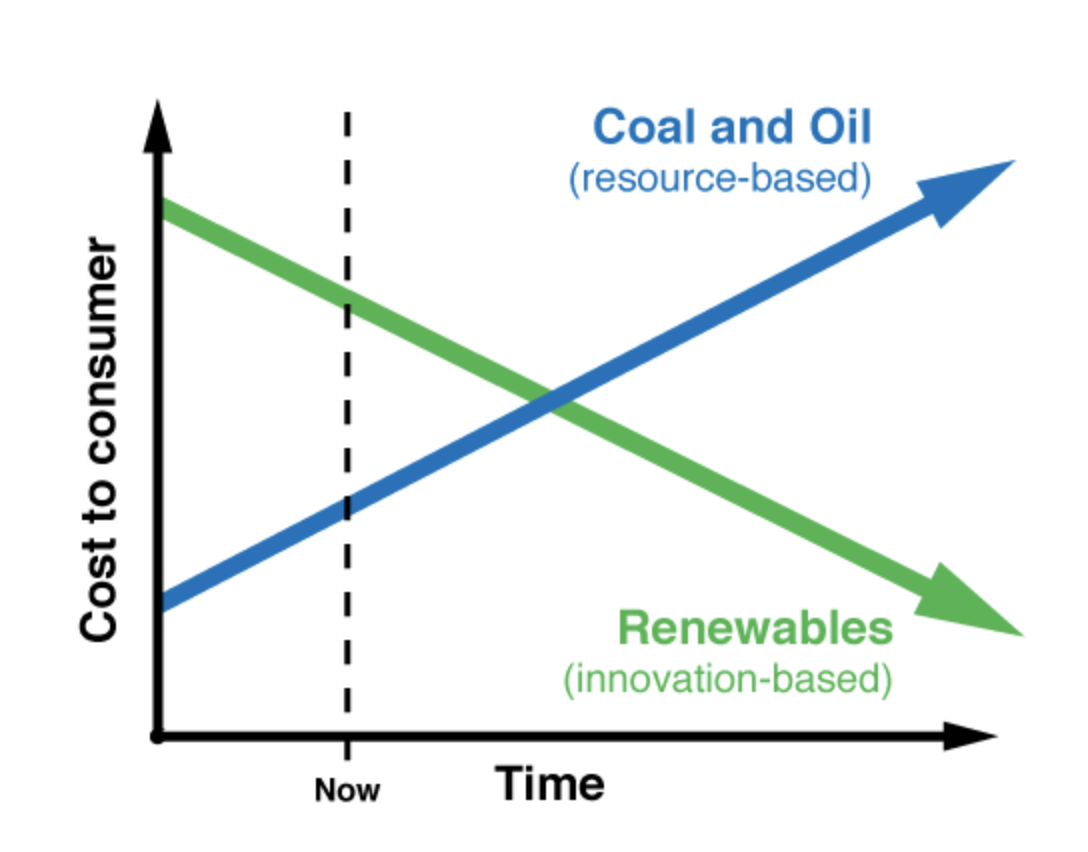 Coal and Oil
(resource-based)
Cost to consumer
Renewables
(innovation-based)
Now
Time